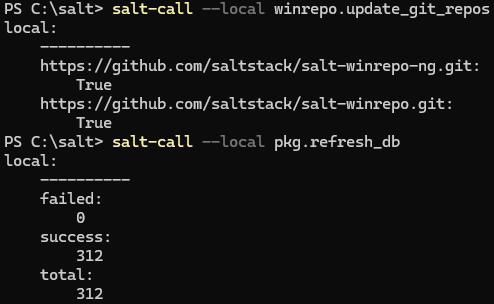 PS C:\salt> salt-call --local winrepo.update_git_repos
local:
    ----------
    https://github.com/saltstack/salt-winrepo-ng.git:
        True
    https://github.com/saltstack/salt-winrepo.git:
        True
PS C:\salt> salt-call --local pkg.refresh_db
local:
    ----------
    failed:
        0
    success:
        312
    total:
        312